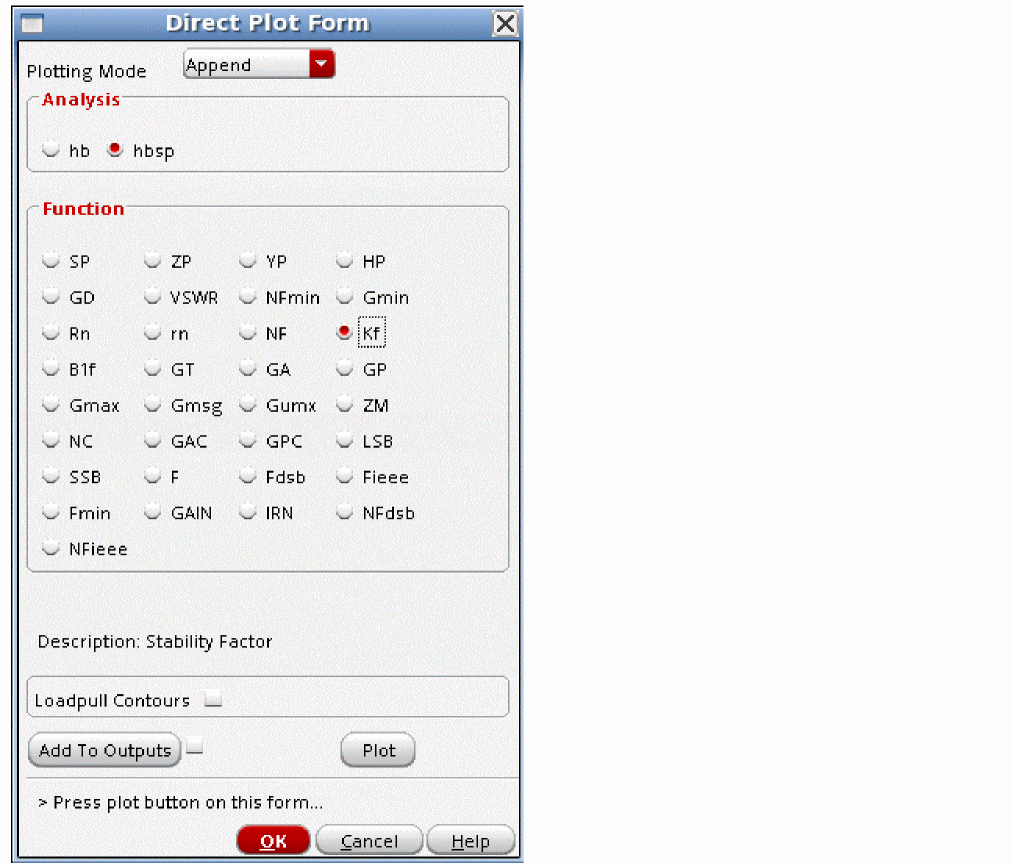 Direct Plot Form
Plotting Mode Append
Analysis
hb hbsp
Function
SP ZP YP HP
GD VSWR NFmin Gmin
Rn rn NF Kf
B1f GT GA GP
Gmax Gmsg Gumx ZM
NC GAC GPC LSB
SSB F Fdsb Fieee
Fmin GAIN IRN NFdsb
NFieee
Description: Stability Factor
Loadpull Contours
Add To Outputs Plot
> Press plot button on this form...
OK Cancel Help